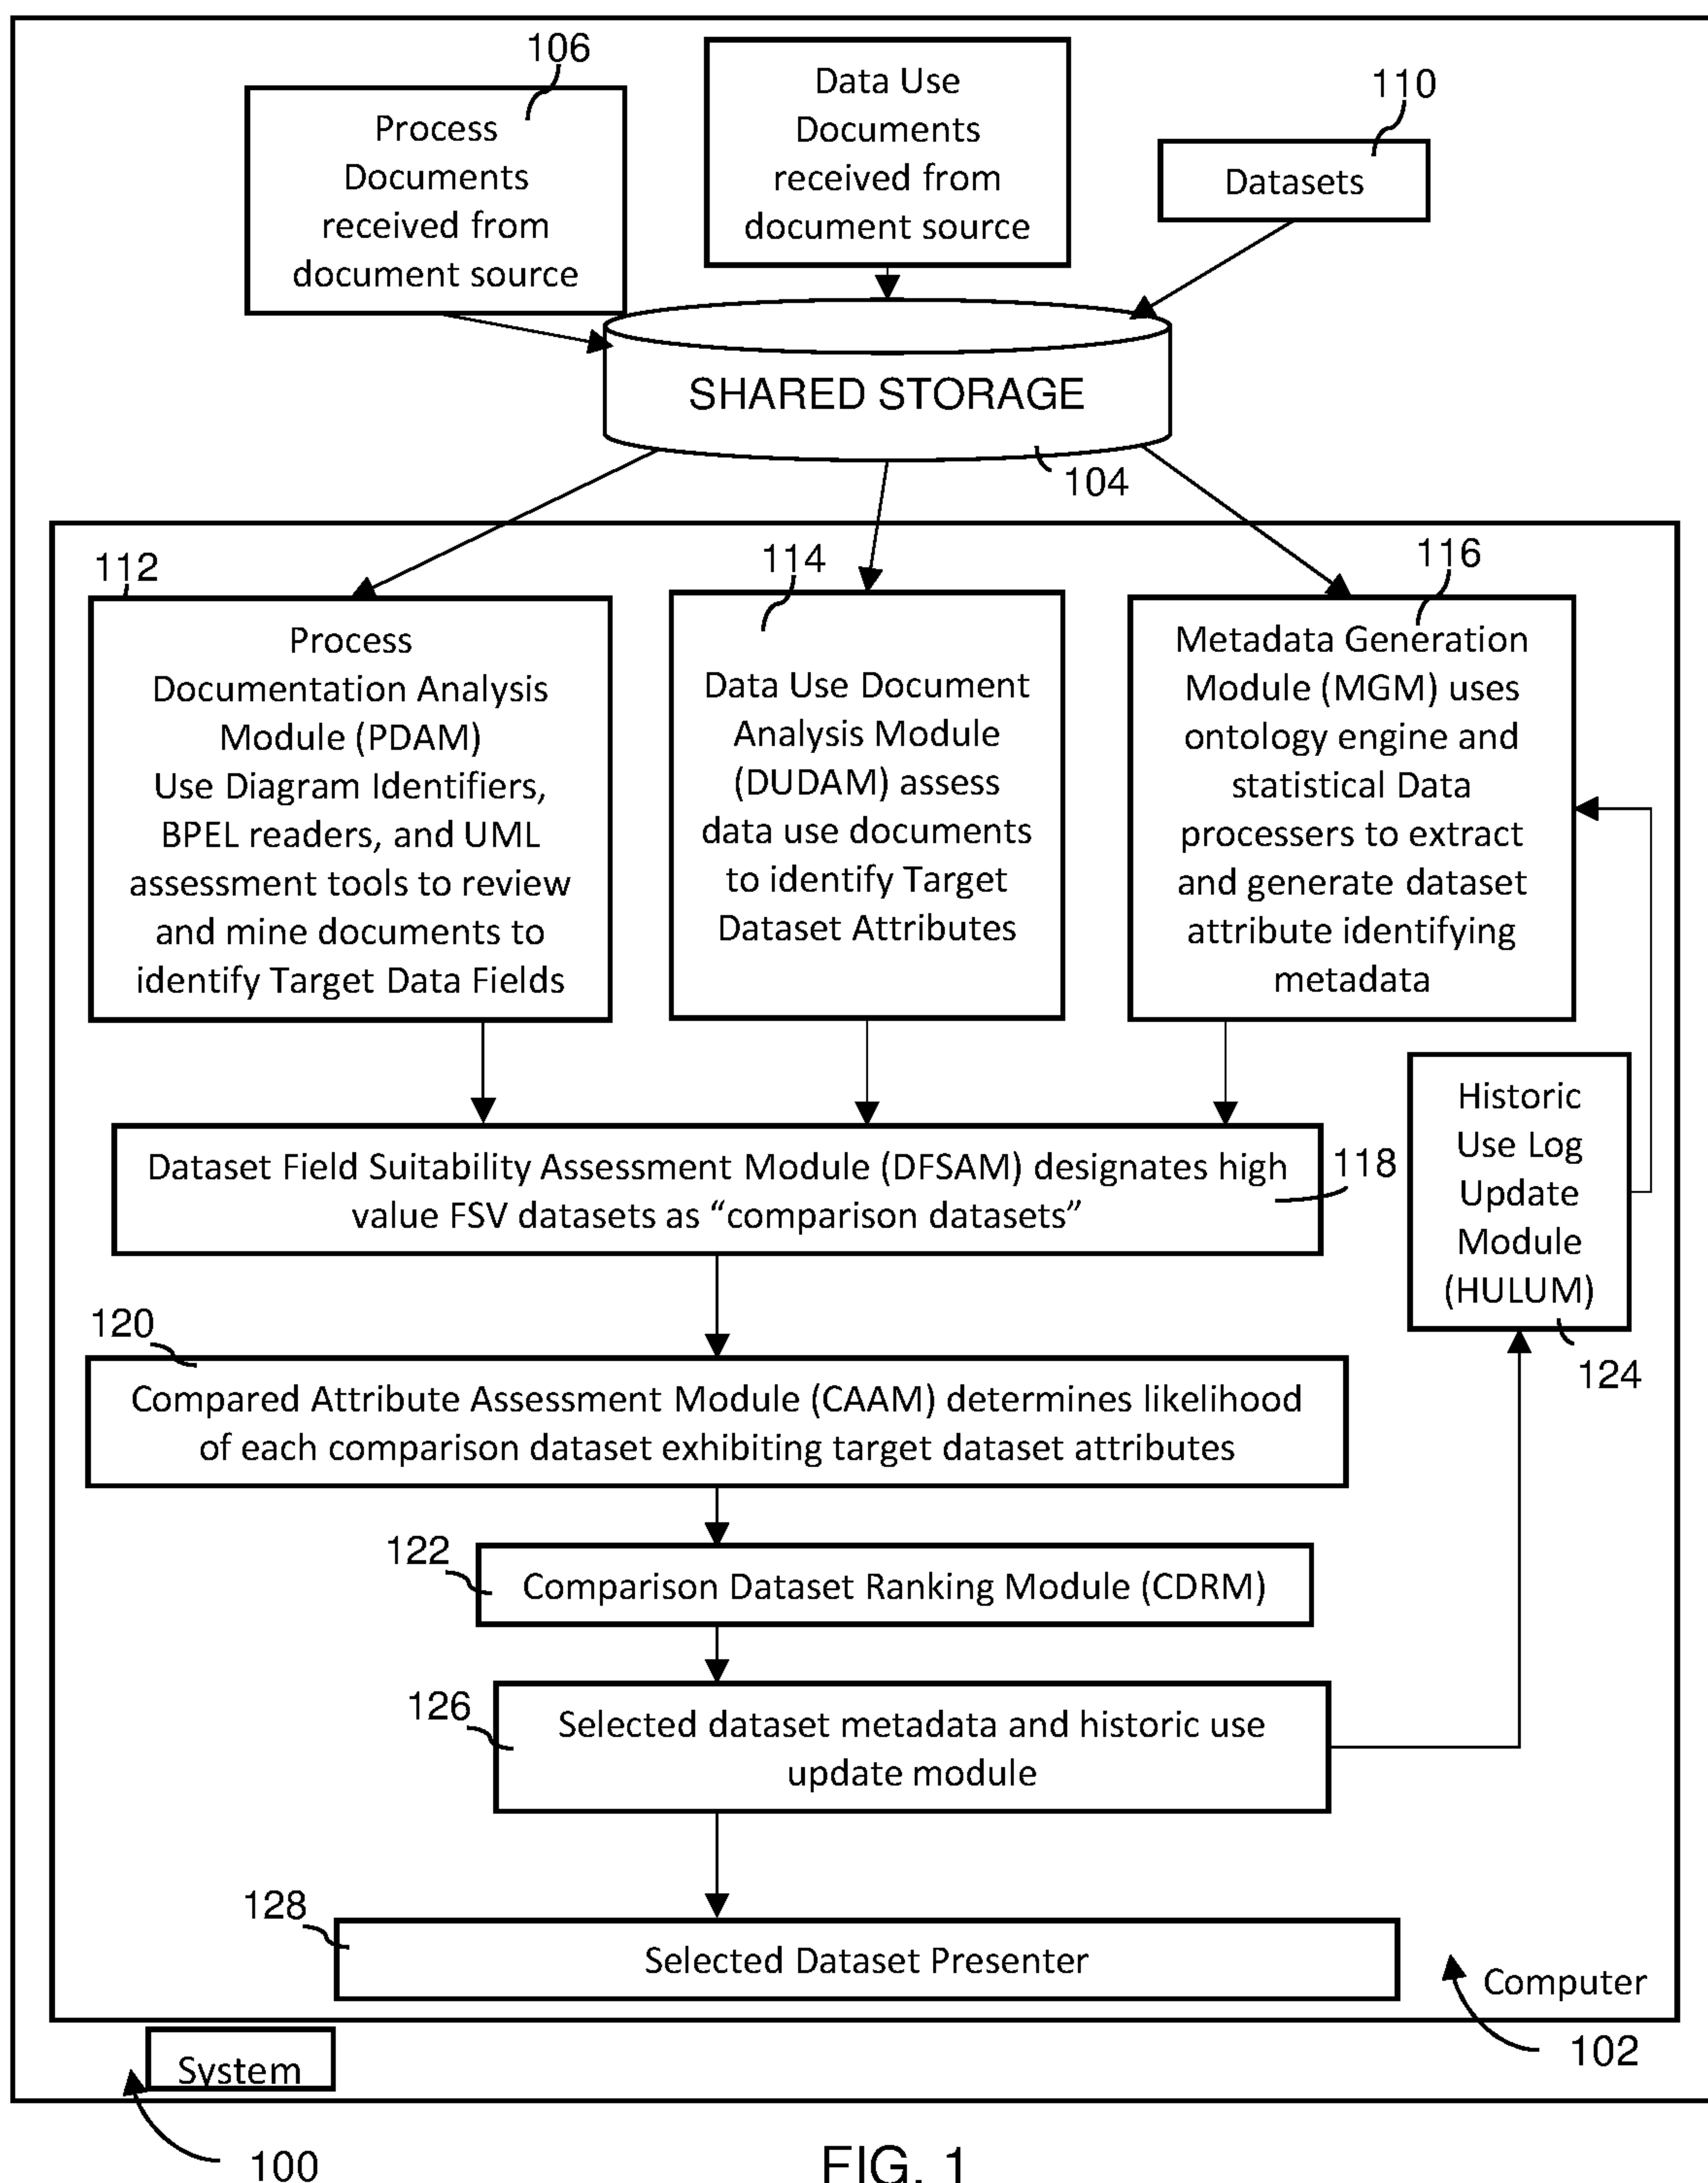 106
Process
Documents
received from
document source
Data Use
Documents
received from
document source
110
Datasets
SHARED STORAGE
104
112
Process
Documentation Analysis
Module (PDAM)
Use Diagram Identifiers,
BPEL readers, and UML
assessment tools to review
and mine documents to
identify Target Data Fields
114
Data Use Document
Analysis Module
(DUDAM) assess
data use documents
to identify Target
Dataset Attributes
116
Metadata Generation
Module (MGM) uses
ontology engine and
statistical Data
processers to extract
and generate dataset
attribute identifying
metadata
Historic
Use Log
Update
Module
(HULUM)
124
Dataset Field Suitability Assessment Module (DFSAM) designates high
value FSV datasets as “comparison datasets”
118
120
Compared Attribute Assessment Module (CAAM) determines likelihood
of each comparison dataset exhibiting target dataset attributes
122
Comparison Dataset Ranking Module (CDRM)
126
Selected dataset metadata and historic use
update module
128
Selected Dataset Presenter
Computer
102
System
100
FIG. 1